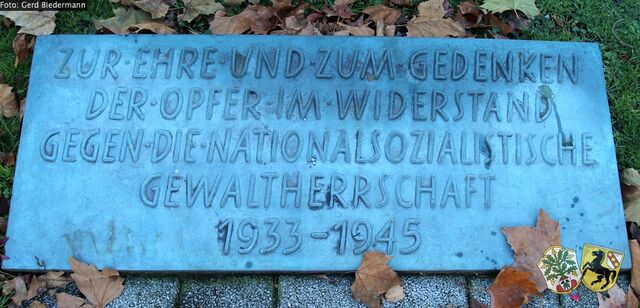 Foto: Gerd Biedermann
ZUR·EHRE·UND·ZUM·GEDENKEN
DER·OPFER·IM·WIDERSTAND
GEGEN·DIE·NATIONALSOZIALISTISCHE
GEWALTHERRSCHAFT
1933-1945